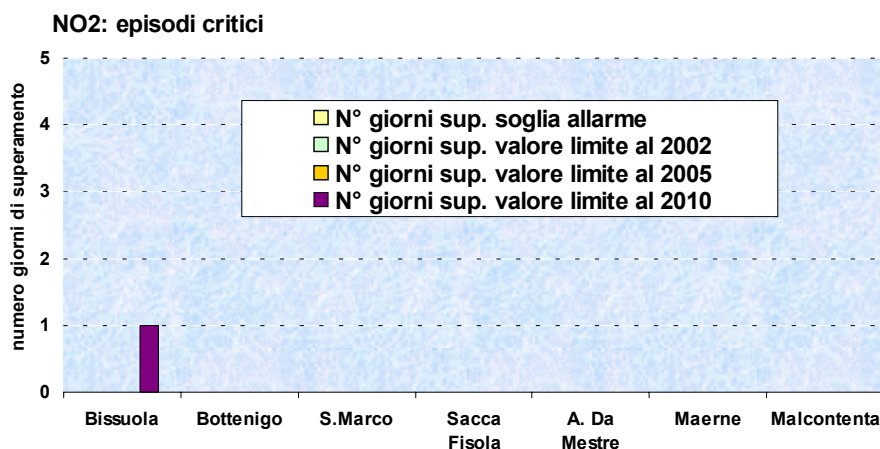 NO2: episodi critici
numero giorni di superamento
5
4
3
2
1
0
N° giorni sup. soglia allarme
N° giorni sup. valore limite al 2002
N° giorni sup. valore limite al 2005
N° giorni sup. valore limite al 2010
Bissuola Bottenigo S.Marco Sacca A. Da Maerne Malcontenta
Fisola Mestre